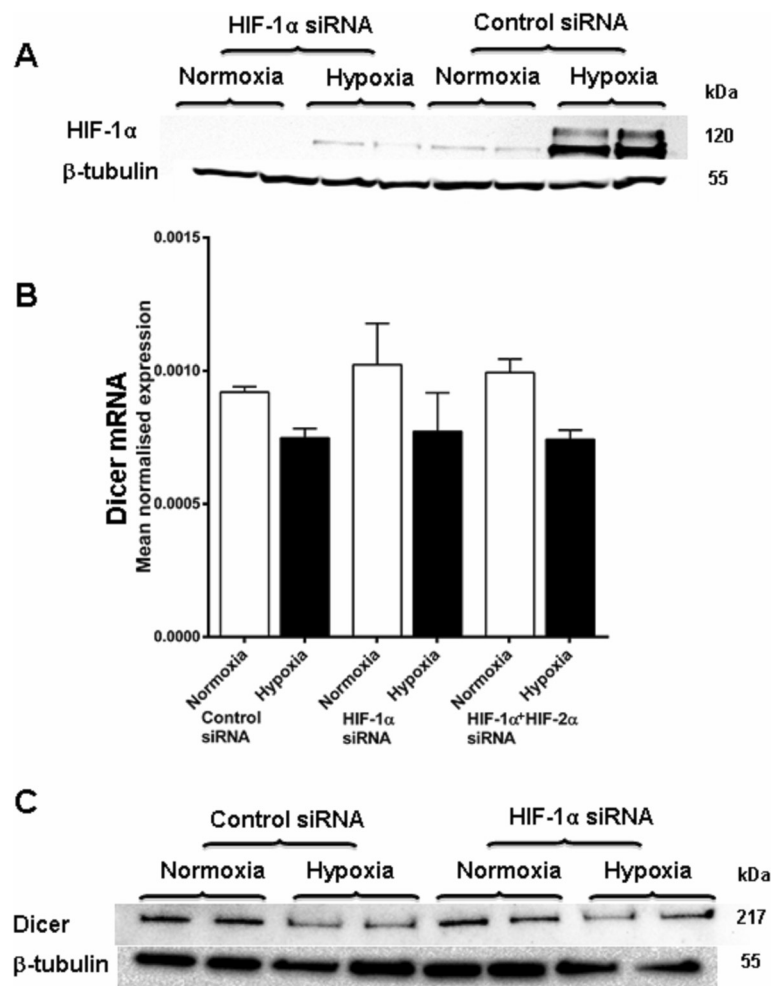 A
HIF-1α siRNA Control siRNA
Normoxia Hypoxia Normoxia Hypoxia
kDa
HIF-1α 120
β-tubulin 55
B
Dicer mRNA
Mean normalised expression
0.0015
0.0010
0.0005
0.0000
Normoxia Hypoxia Normoxia Hypoxia Normoxia Hypoxia
Control HIF-1α HIF-1α+HIF-2α
siRNA siRNA siRNA
C
Control siRNA HIF-1α siRNA
Normoxia Hypoxia Normoxia Hypoxia kDa
Dicer 217
β-tubulin 55